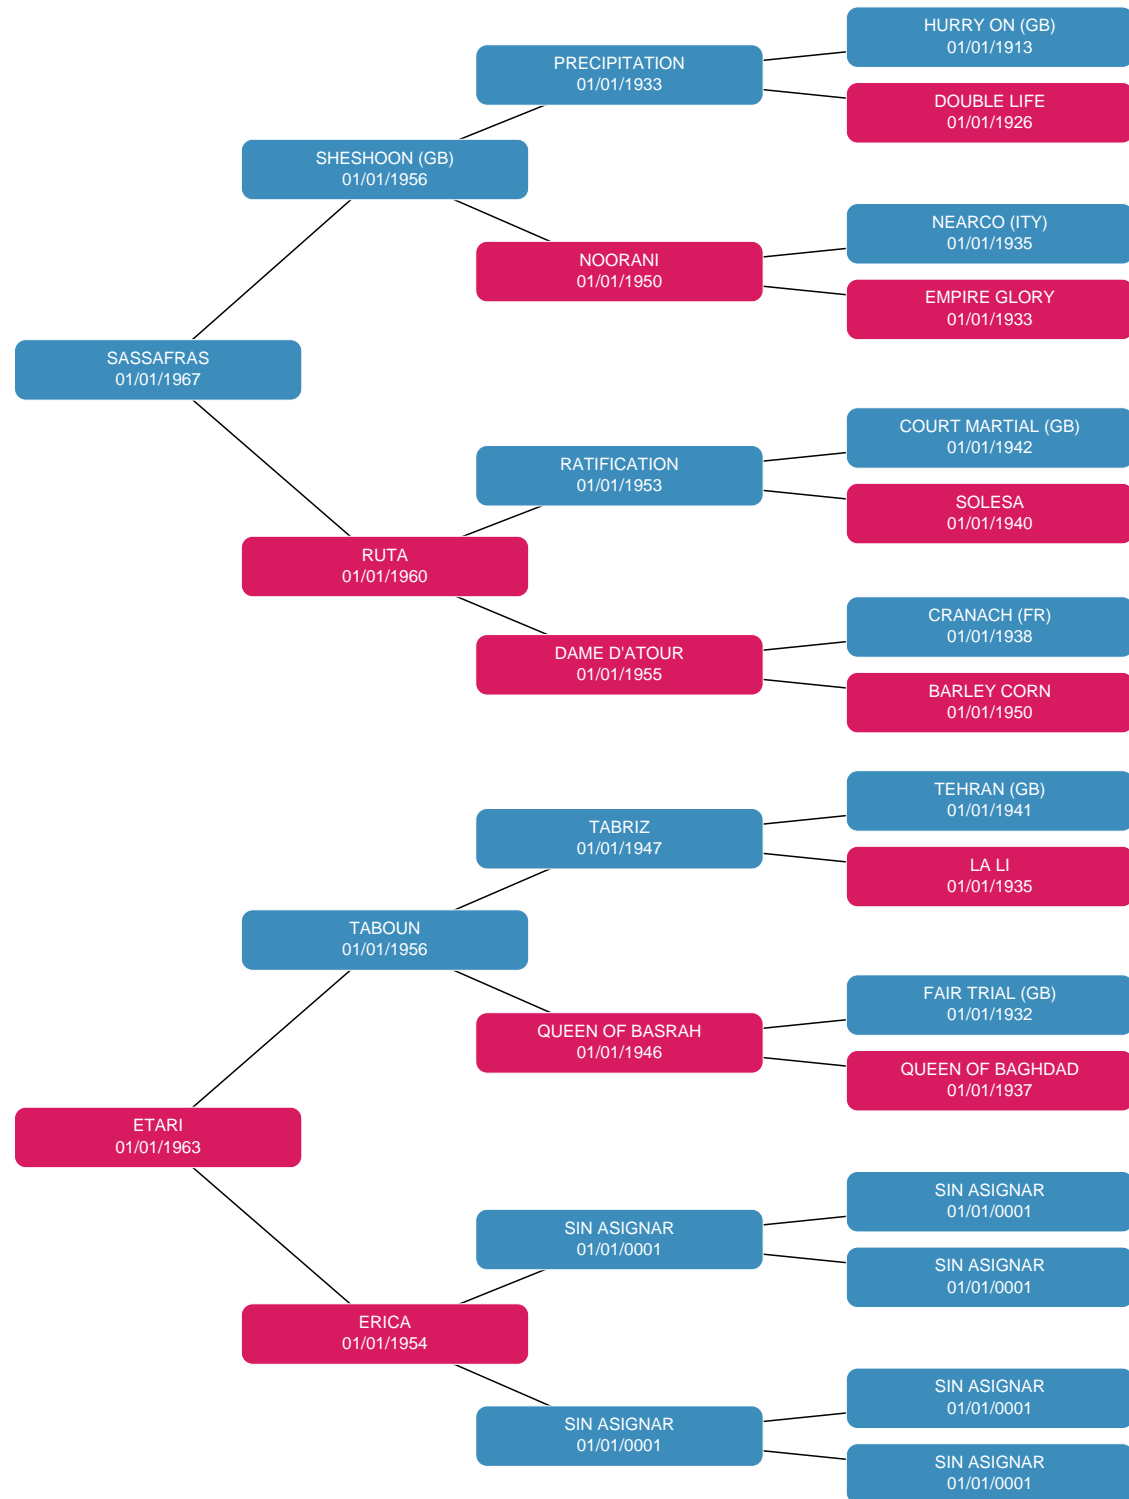 HURRY ON (GB)
01/01/1913
PRECIPITATION
01/01/1933
DOUBLE LIFE
01/01/1926
SHESHOON (GB)
01/01/1956
NEARCO (ITY)
01/01/1935
NOORANI
01/01/1950
EMPIRE GLORY
01/01/1933
SASSAFRAS
01/01/1967
COURT MARTIAL (GB)
01/01/1942
RATIFICATION
01/01/1953
SOLESA
01/01/1940
RUTA
01/01/1960
CRANACH (FR)
01/01/1938
DAME D'ATOUR
01/01/1955
BARLEY CORN
01/01/1950
TEHRAN (GB)
01/01/1941
TABRIZ
01/01/1947
LA LI
01/01/1935
TABOUN
01/01/1956
FAIR TRIAL (GB)
01/01/1932
QUEEN OF BASRAH
01/01/1946
QUEEN OF BAGHDAD
01/01/1937
ETARI
01/01/1963
SIN ASIGNAR
01/01/0001
SIN ASIGNAR
01/01/0001
SIN ASIGNAR
01/01/0001
ERICA
01/01/1954
SIN ASIGNAR
01/01/0001
SIN ASIGNAR
01/01/0001
SIN ASIGNAR
01/01/0001